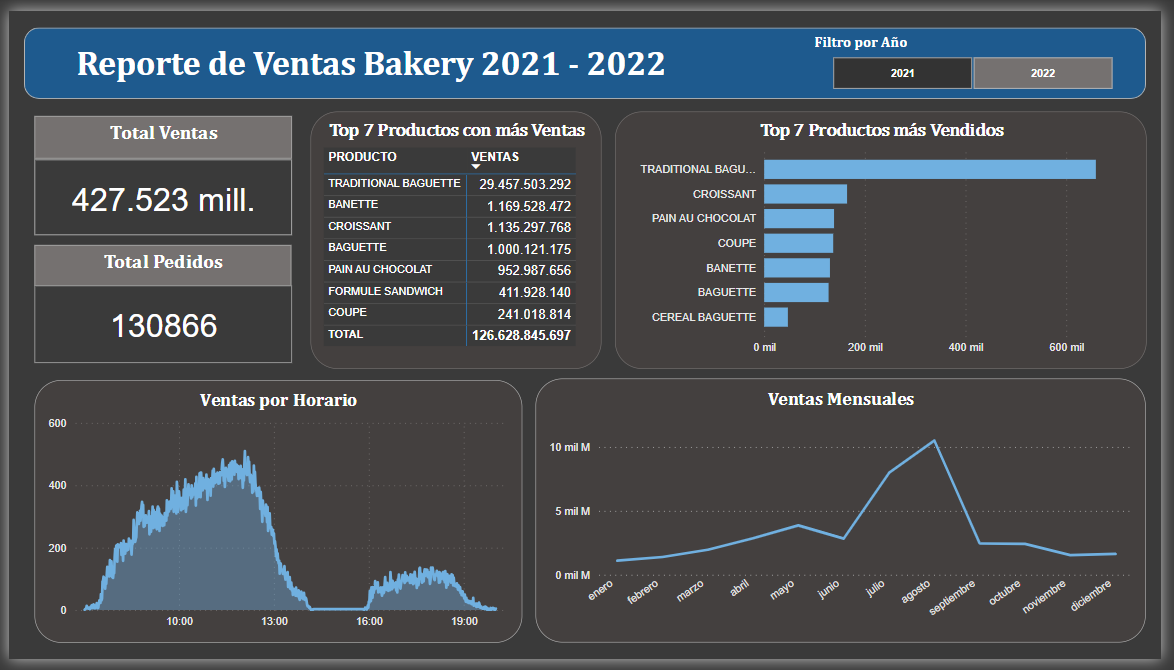 Reporte de Ventas Bakery 2021 - 2022
Filtro por Año
2021
2022
Total Ventas
427.523 mill.
Total Pedidos
130866
Top 7 Productos con más Ventas
PRODUCTO VENTAS
TRADITIONAL BAGUETTE 29.457.503.292
BANETTE 1.169.528.472
CROISSANT 1.135.297.768
BAGUETTE 1.000.121.175
PAIN AU CHOCOLAT 952.987.656
FORMULE SANDWICH 411.928.140
COUPE 241.018.814
TOTAL 126.628.845.697
Top 7 Productos más Vendidos
TRADITIONAL BAGU...
CROISSANT
PAIN AU CHOCOLAT
COUPE
BANETTE
BAGUETTE
CEREAL BAGUETTE
0 mil 200 mil 400 mil 600 mil
Ventas por Horario
600
400
200
0
10:00 13:00 16:00 19:00
Ventas Mensuales
10 mil M
5 mil M
0 mil M
enero febrero marzo abril mayo junio julio agosto septiembre octubre noviembre diciembre